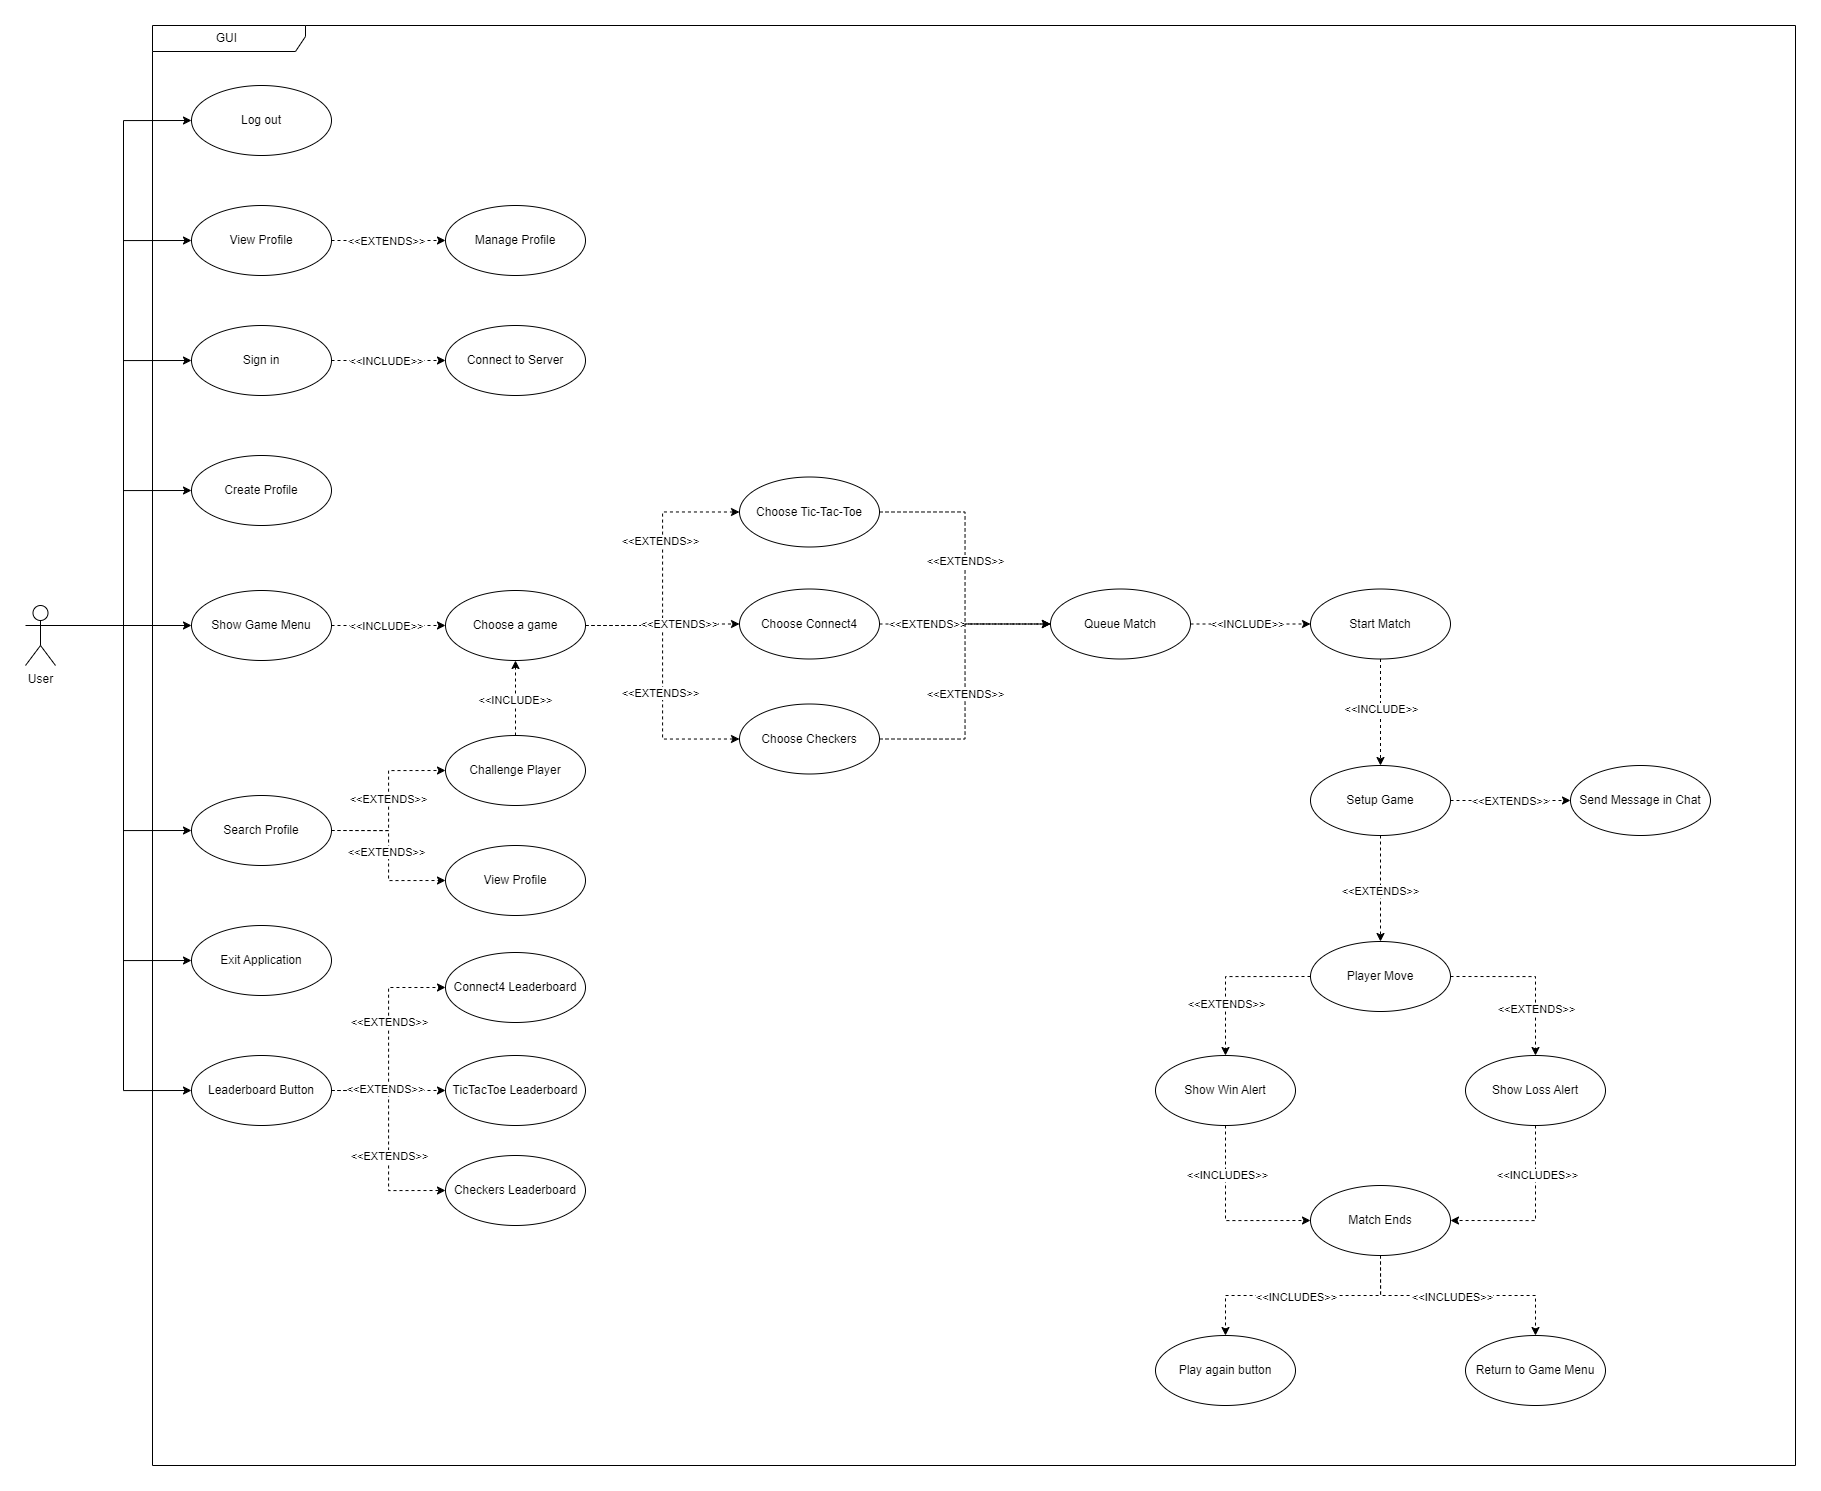 GUI
Log out
View Profile
<<EXTENDS>>
Manage Profile
Sign in
<<INCLUDE>>
Connect to Server
Create Profile
Choose Tic-Tac-Toe
<<EXTENDS>>
<<EXTENDS>>
User
Show Game Menu
<<INCLUDE>>
Choose a game
<<EXTENDS>>
Choose Connect4
<<EXTENDS>>
Queue Match
<<INCLUDE>>
Start Match
<<INCLUDE>>
<<EXTENDS>>
<<EXTENDS>>
<<INCLUDE>>
Choose Checkers
Challenge Player
<<EXTENDS>>
Search Profile
<<EXTENDS>>
View Profile
Setup Game
<<EXTENDS>>
Send Message in Chat
<<EXTENDS>>
Exit Application
Player Move
Connect4 Leaderboard
<<EXTENDS>>
<<EXTENDS>>
<<EXTENDS>>
Leaderboard Button
<<EXTENDS>>
TicTacToe Leaderboard
Show Win Alert
Show Loss Alert
<<EXTENDS>>
Checkers Leaderboard
<<INCLUDES>>
<<INCLUDES>>
Match Ends
<<INCLUDES>>
<<INCLUDES>>
Play again button
Return to Game Menu